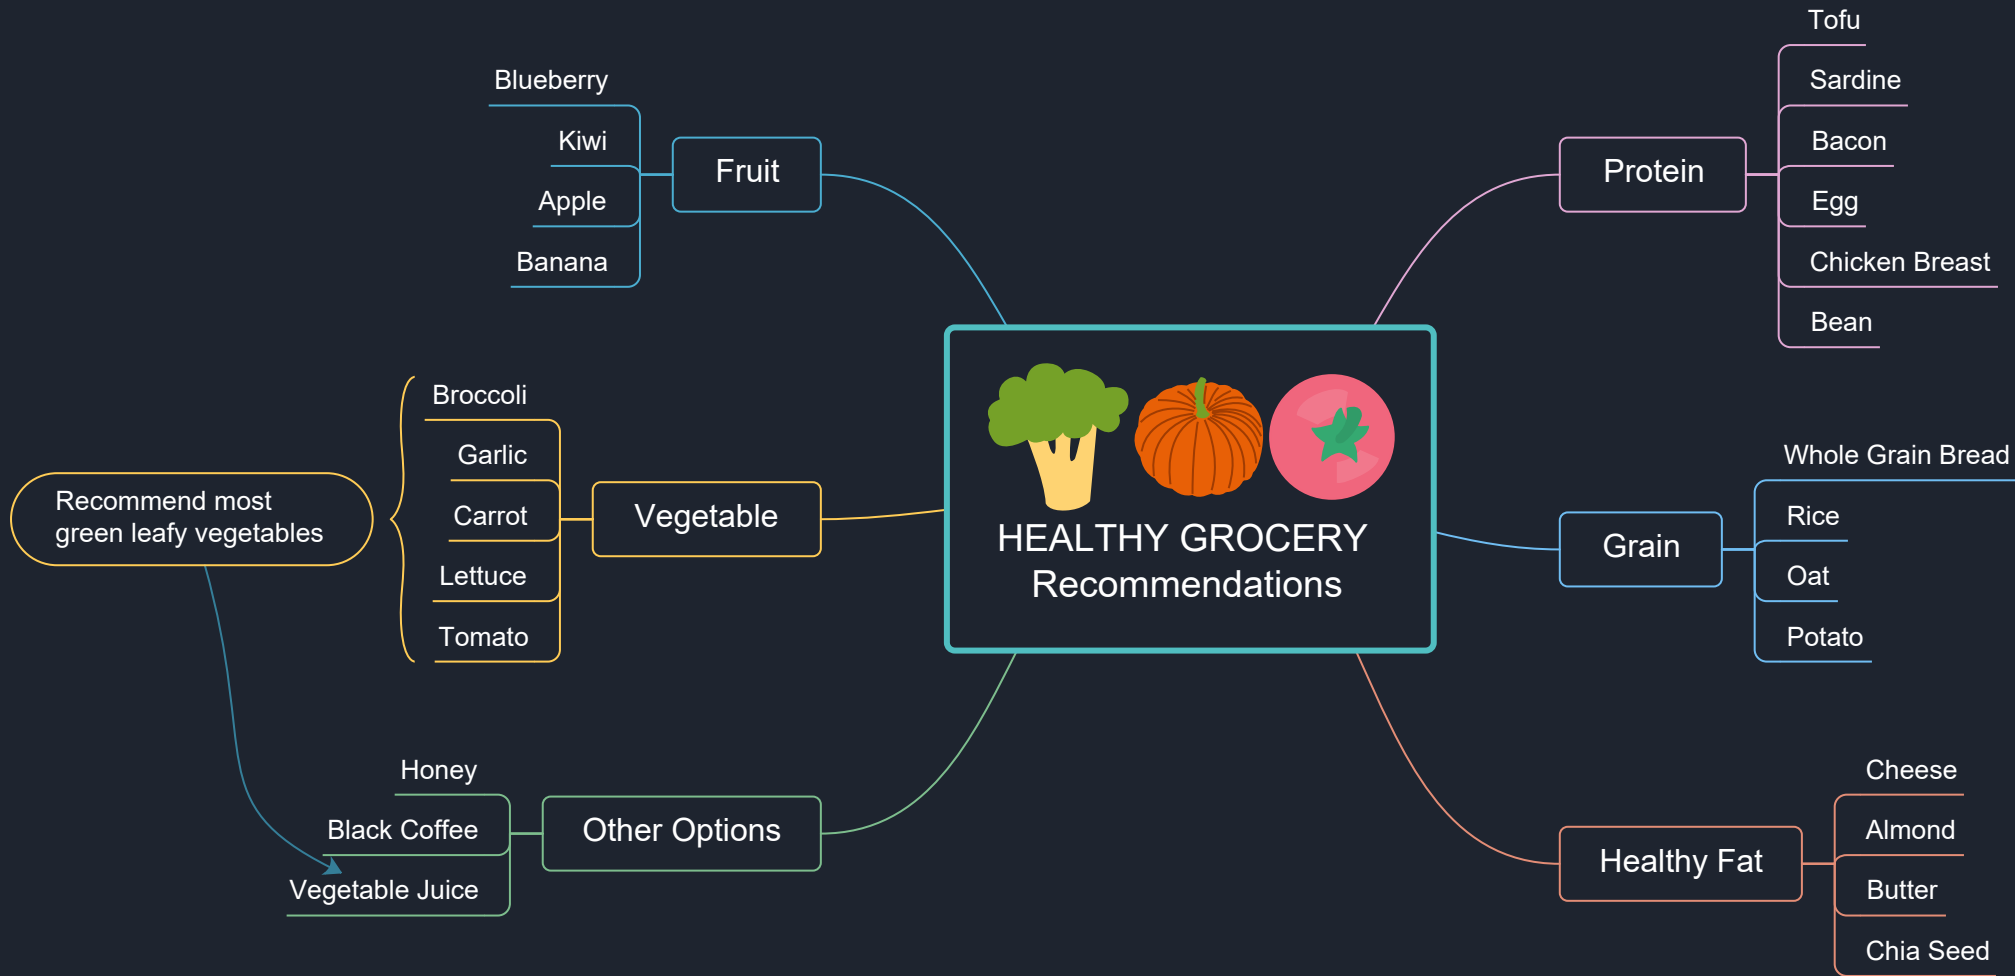 HEALTHY GROCERY
Recommendations
Fruit
Blueberry
Kiwi
Apple
Banana
Vegetable
Broccoli
Garlic
Carrot
Lettuce
Tomato
Recommend most
green leafy vegetables
Other Options
Honey
Black Coffee
Vegetable Juice
Protein
Tofu
Sardine
Bacon
Egg
Chicken Breast
Bean
Grain
Whole Grain Bread
Rice
Oat
Potato
Healthy Fat
Cheese
Almond
Butter
Chia Seed